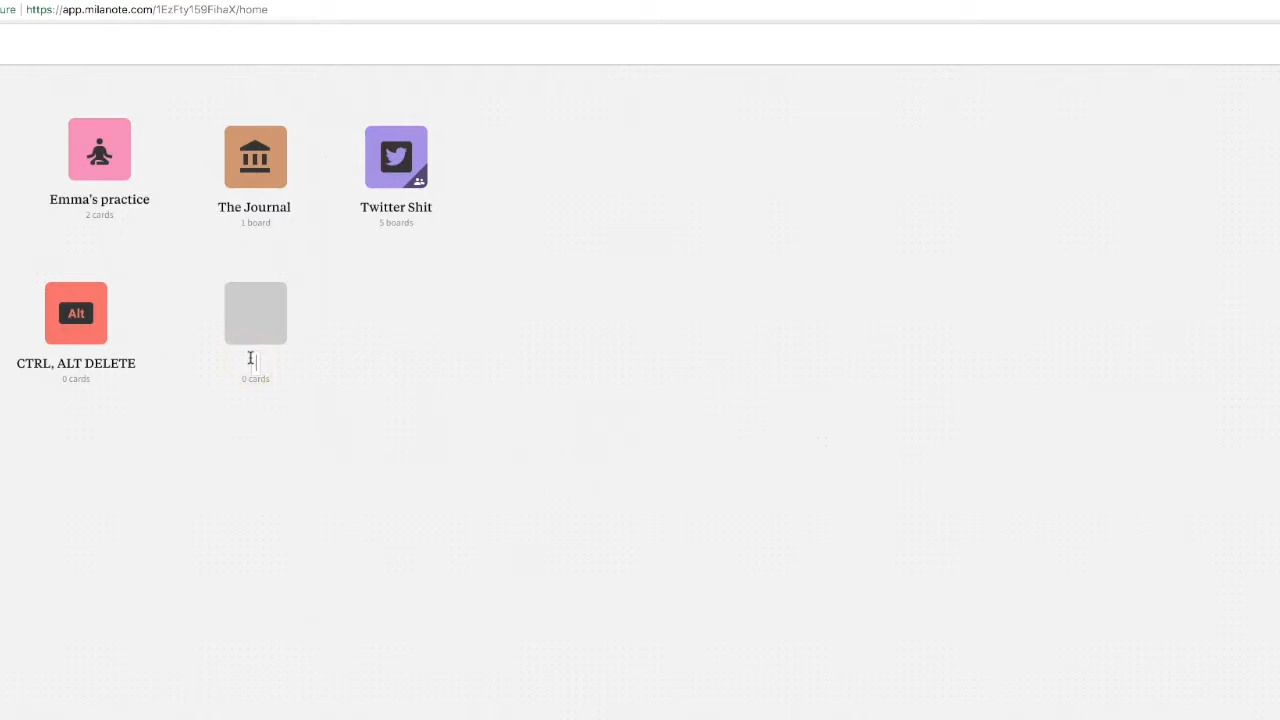 ure | https://app.milanote.com/1EzFty159FihaX/home
Emma's practice
2 cards
The Journal
1 board
Twitter Shit
5 boards
Alt
CTRL, ALT DELETE
0 cards
0 cards